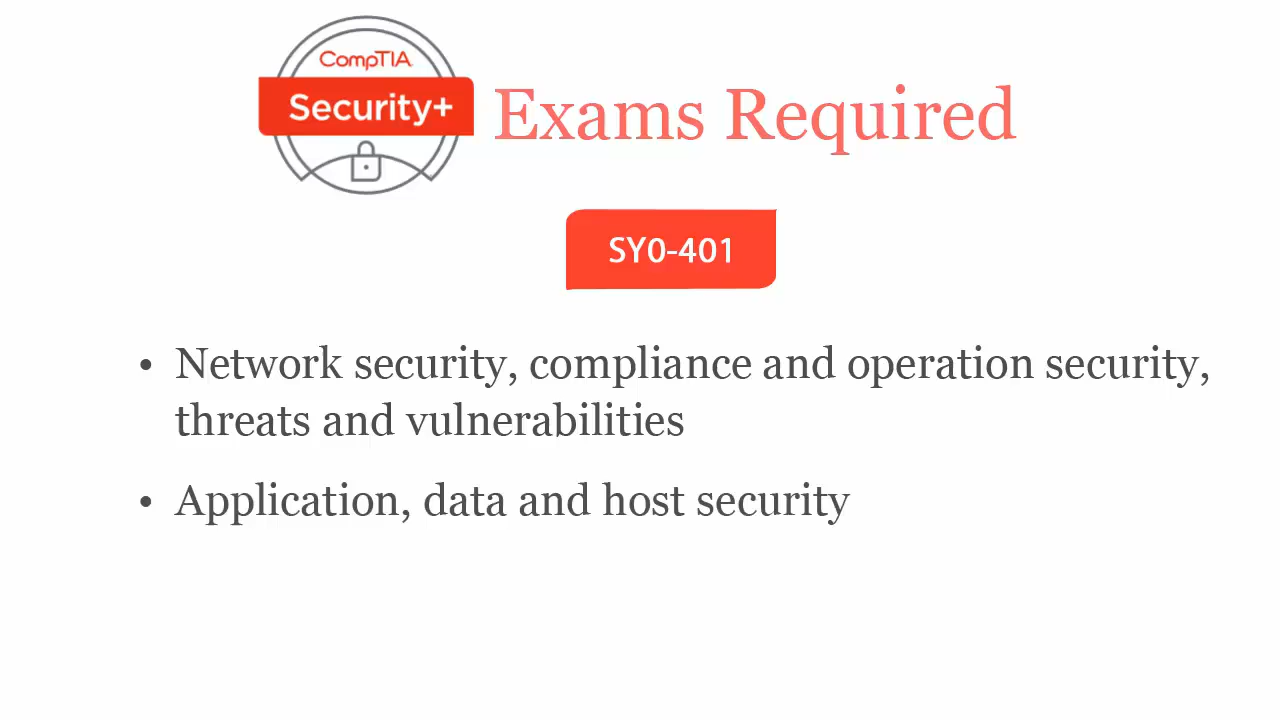 CompTIA.
Security+
Exams Required
SY0-401
• Network security, compliance and operation security,
threats and vulnerabilities
• Application, data and host security